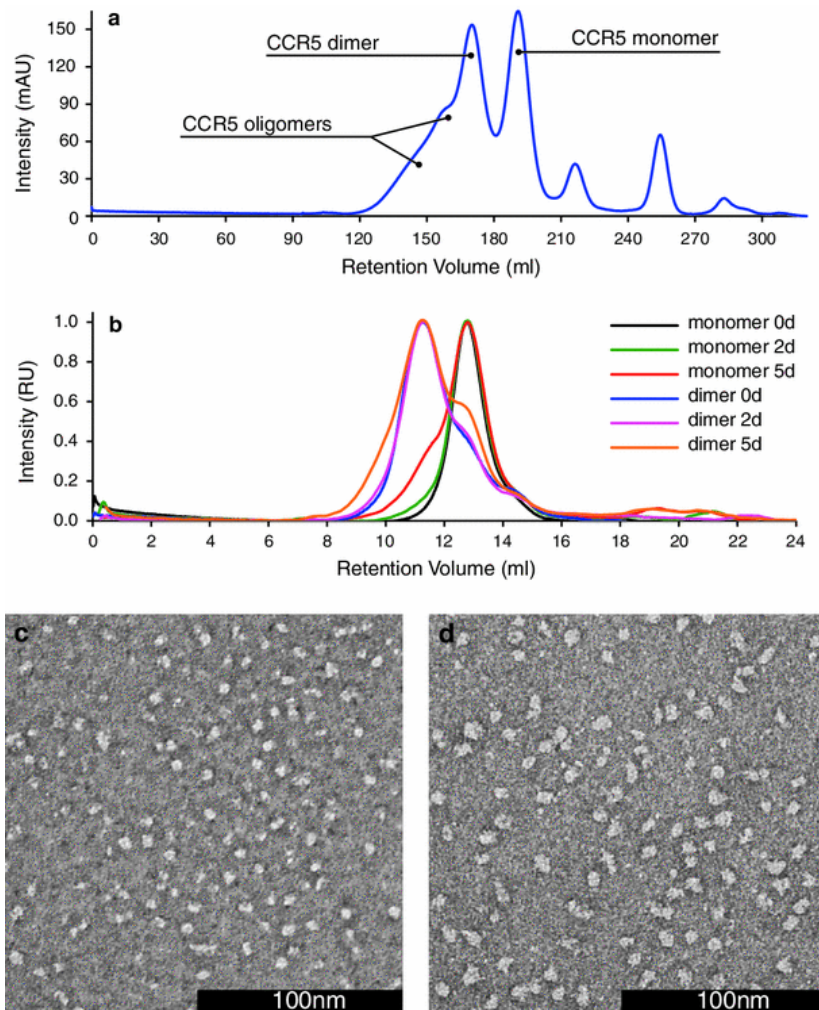 a
CCR5 dimer
CCR5 monomer
CCR5 oligomers
Intensity (mAU)
150
120
90
60
30
0
0 30 60 90 120 150 180 210 240 270 300
Retention Volume (ml)
b
monomer 0d
monomer 2d
monomer 5d
dimer 0d
dimer 2d
dimer 5d
Intensity (RU)
1.0
0.8
0.6
0.4
0.2
0.0
0 2 4 6 8 10 12 14 16 18 20 22 24
Retention Volume (ml)
c
100nm
d
100nm